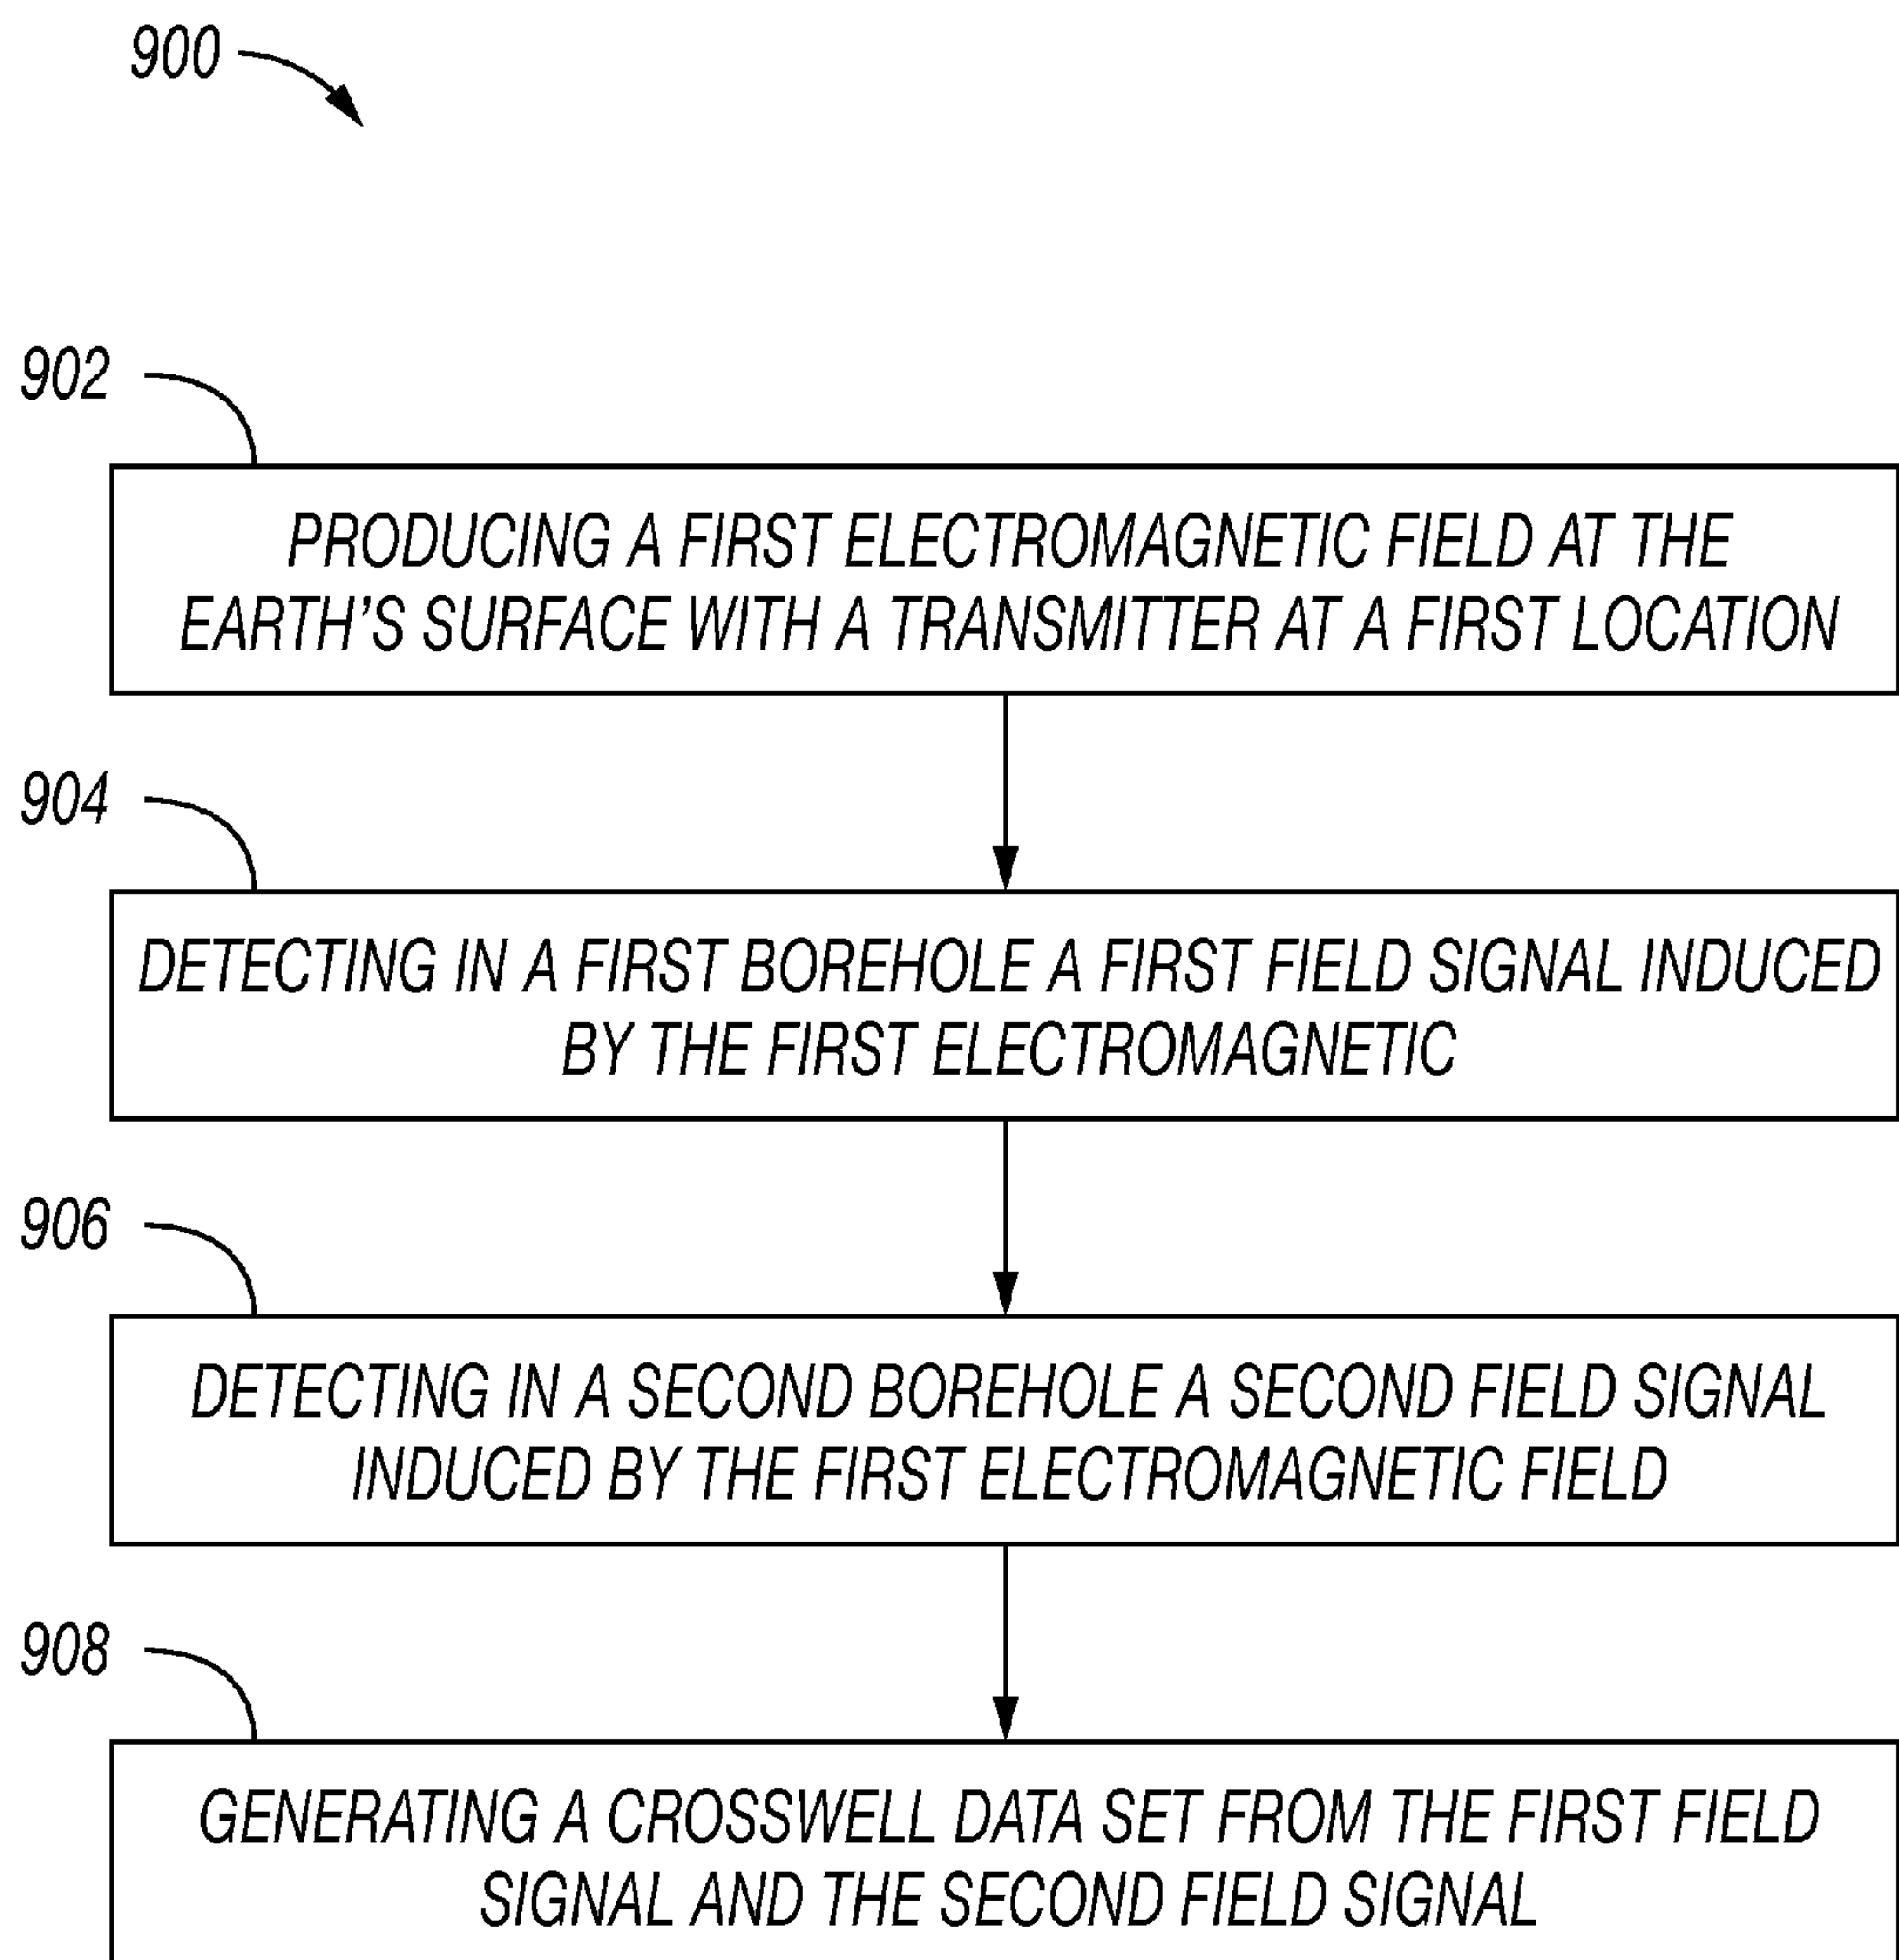 900
902
PRODUCING A FIRST ELECTROMAGNETIC FIELD AT THE
EARTH'S SURFACE WITH A TRANSMITTER AT A FIRST LOCATION
904
DETECTING IN A FIRST BOREHOLE A FIRST FIELD SIGNAL INDUCED
BY THE FIRST ELECTROMAGNETIC
906
DETECTING IN A SECOND BOREHOLE A SECOND FIELD SIGNAL
INDUCED BY THE FIRST ELECTROMAGNETIC FIELD
908
GENERATING A CROSSWELL DATA SET FROM THE FIRST FIELD
SIGNAL AND THE SECOND FIELD SIGNAL